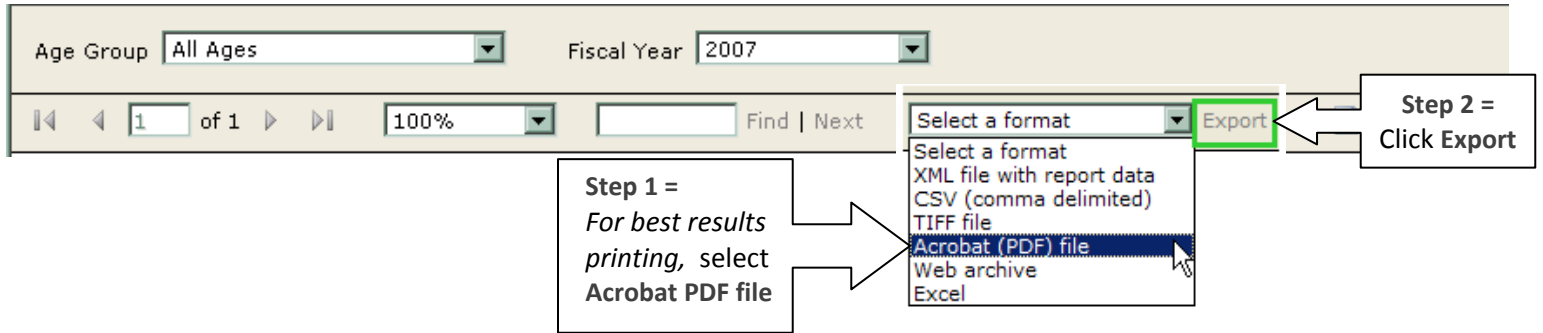 Age Group All Ages Fiscal Year 2007
1 of 1 100% Find | Next Select a format Export
Step 2 =
Click Export
Select a format
XML file with report data
CSV (comma delimited)
TIFF file
Acrobat (PDF) file
Web archive
Excel
Step 1 =
For best results
printing, select
Acrobat PDF file